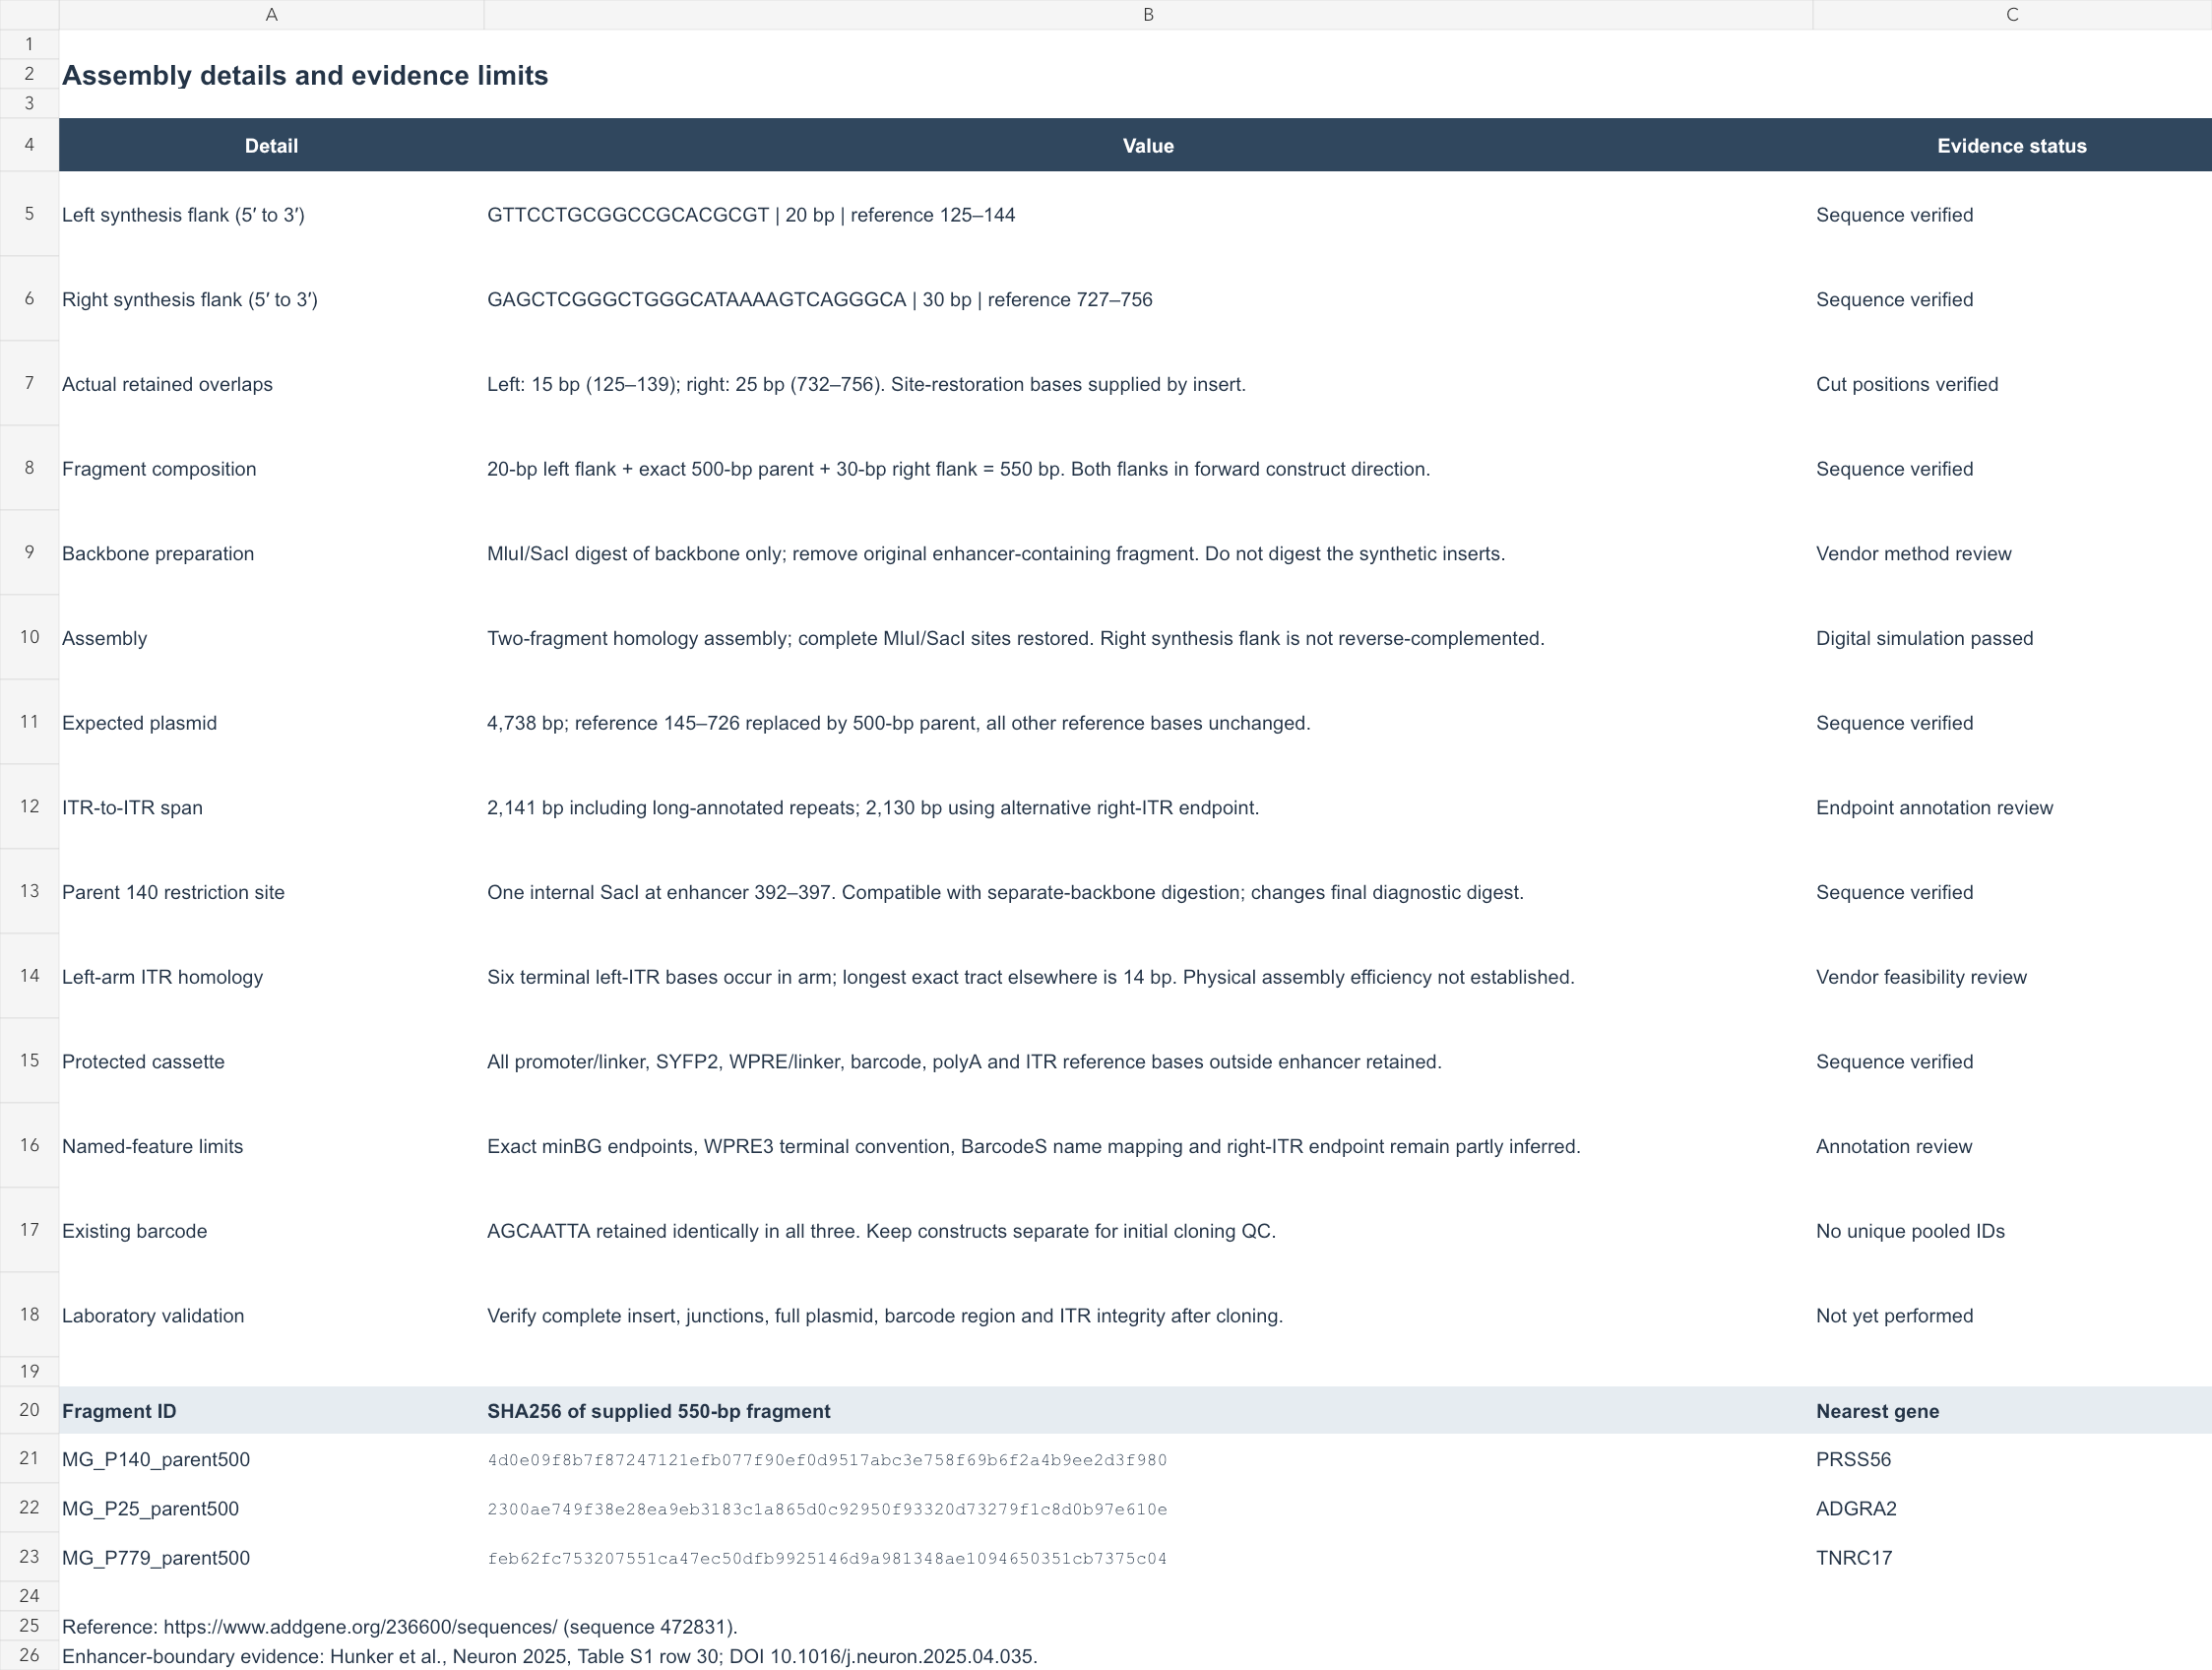 A B C
1
2 Assembly details and evidence limits
3
4 Detail Value Evidence status
5 Left synthesis flank (5′ to 3′) GTTCCTGCGGCCGCACGCGT | 20 bp | reference 125–144 Sequence verified
6 Right synthesis flank (5′ to 3′) GAGCTCGGGCTGGGCATAAAAGTCAGGGCA | 30 bp | reference 727–756 Sequence verified
7 Actual retained overlaps Left: 15 bp (125–139); right: 25 bp (732–756). Site-restoration bases supplied by insert. Cut positions verified
8 Fragment composition 20-bp left flank + exact 500-bp parent + 30-bp right flank = 550 bp. Both flanks in forward construct direction. Sequence verified
9 Backbone preparation MluI/SacI digest of backbone only; remove original enhancer-containing fragment. Do not digest the synthetic inserts. Vendor method review
10 Assembly Two-fragment homology assembly; complete MluI/SacI sites restored. Right synthesis flank is not reverse-complemented. Digital simulation passed
11 Expected plasmid 4,738 bp; reference 145–726 replaced by 500-bp parent, all other reference bases unchanged. Sequence verified
12 ITR-to-ITR span 2,141 bp including long-annotated repeats; 2,130 bp using alternative right-ITR endpoint. Endpoint annotation review
13 Parent 140 restriction site One internal SacI at enhancer 392–397. Compatible with separate-backbone digestion; changes final diagnostic digest. Sequence verified
14 Left-arm ITR homology Six terminal left-ITR bases occur in arm; longest exact tract elsewhere is 14 bp. Physical assembly efficiency not established. Vendor feasibility review
15 Protected cassette All promoter/linker, SYFP2, WPRE/linker, barcode, polyA and ITR reference bases outside enhancer retained. Sequence verified
16 Named-feature limits Exact minBG endpoints, WPRE3 terminal convention, BarcodeS name mapping and right-ITR endpoint remain partly inferred. Annotation review
17 Existing barcode AGCAATTA retained identically in all three. Keep constructs separate for initial cloning QC. No unique pooled IDs
18 Laboratory validation Verify complete insert, junctions, full plasmid, barcode region and ITR integrity after cloning. Not yet performed
19
20 Fragment ID SHA256 of supplied 550-bp fragment Nearest gene
21 MG_P140_parent500 4d0e09f8b7f87247121efb077f90ef0d9517abc3e758f69b6f2a4b9ee2d3f980 PRSS56
22 MG_P25_parent500 2300ae749f38e28ea9eb3183c1a865d0c92950f93320d73279f1c8d0b97e610e ADGRA2
23 MG_P779_parent500 feb62fc753207551ca47ec50dfb9925146d9a981348ae1094650351cb7375c04 TNRC17
24
25 Reference: https://www.addgene.org/236600/sequences/ (sequence 472831).
26 Enhancer-boundary evidence: Hunker et al., Neuron 2025, Table S1 row 30; DOI 10.1016/j.neuron.2025.04.035.